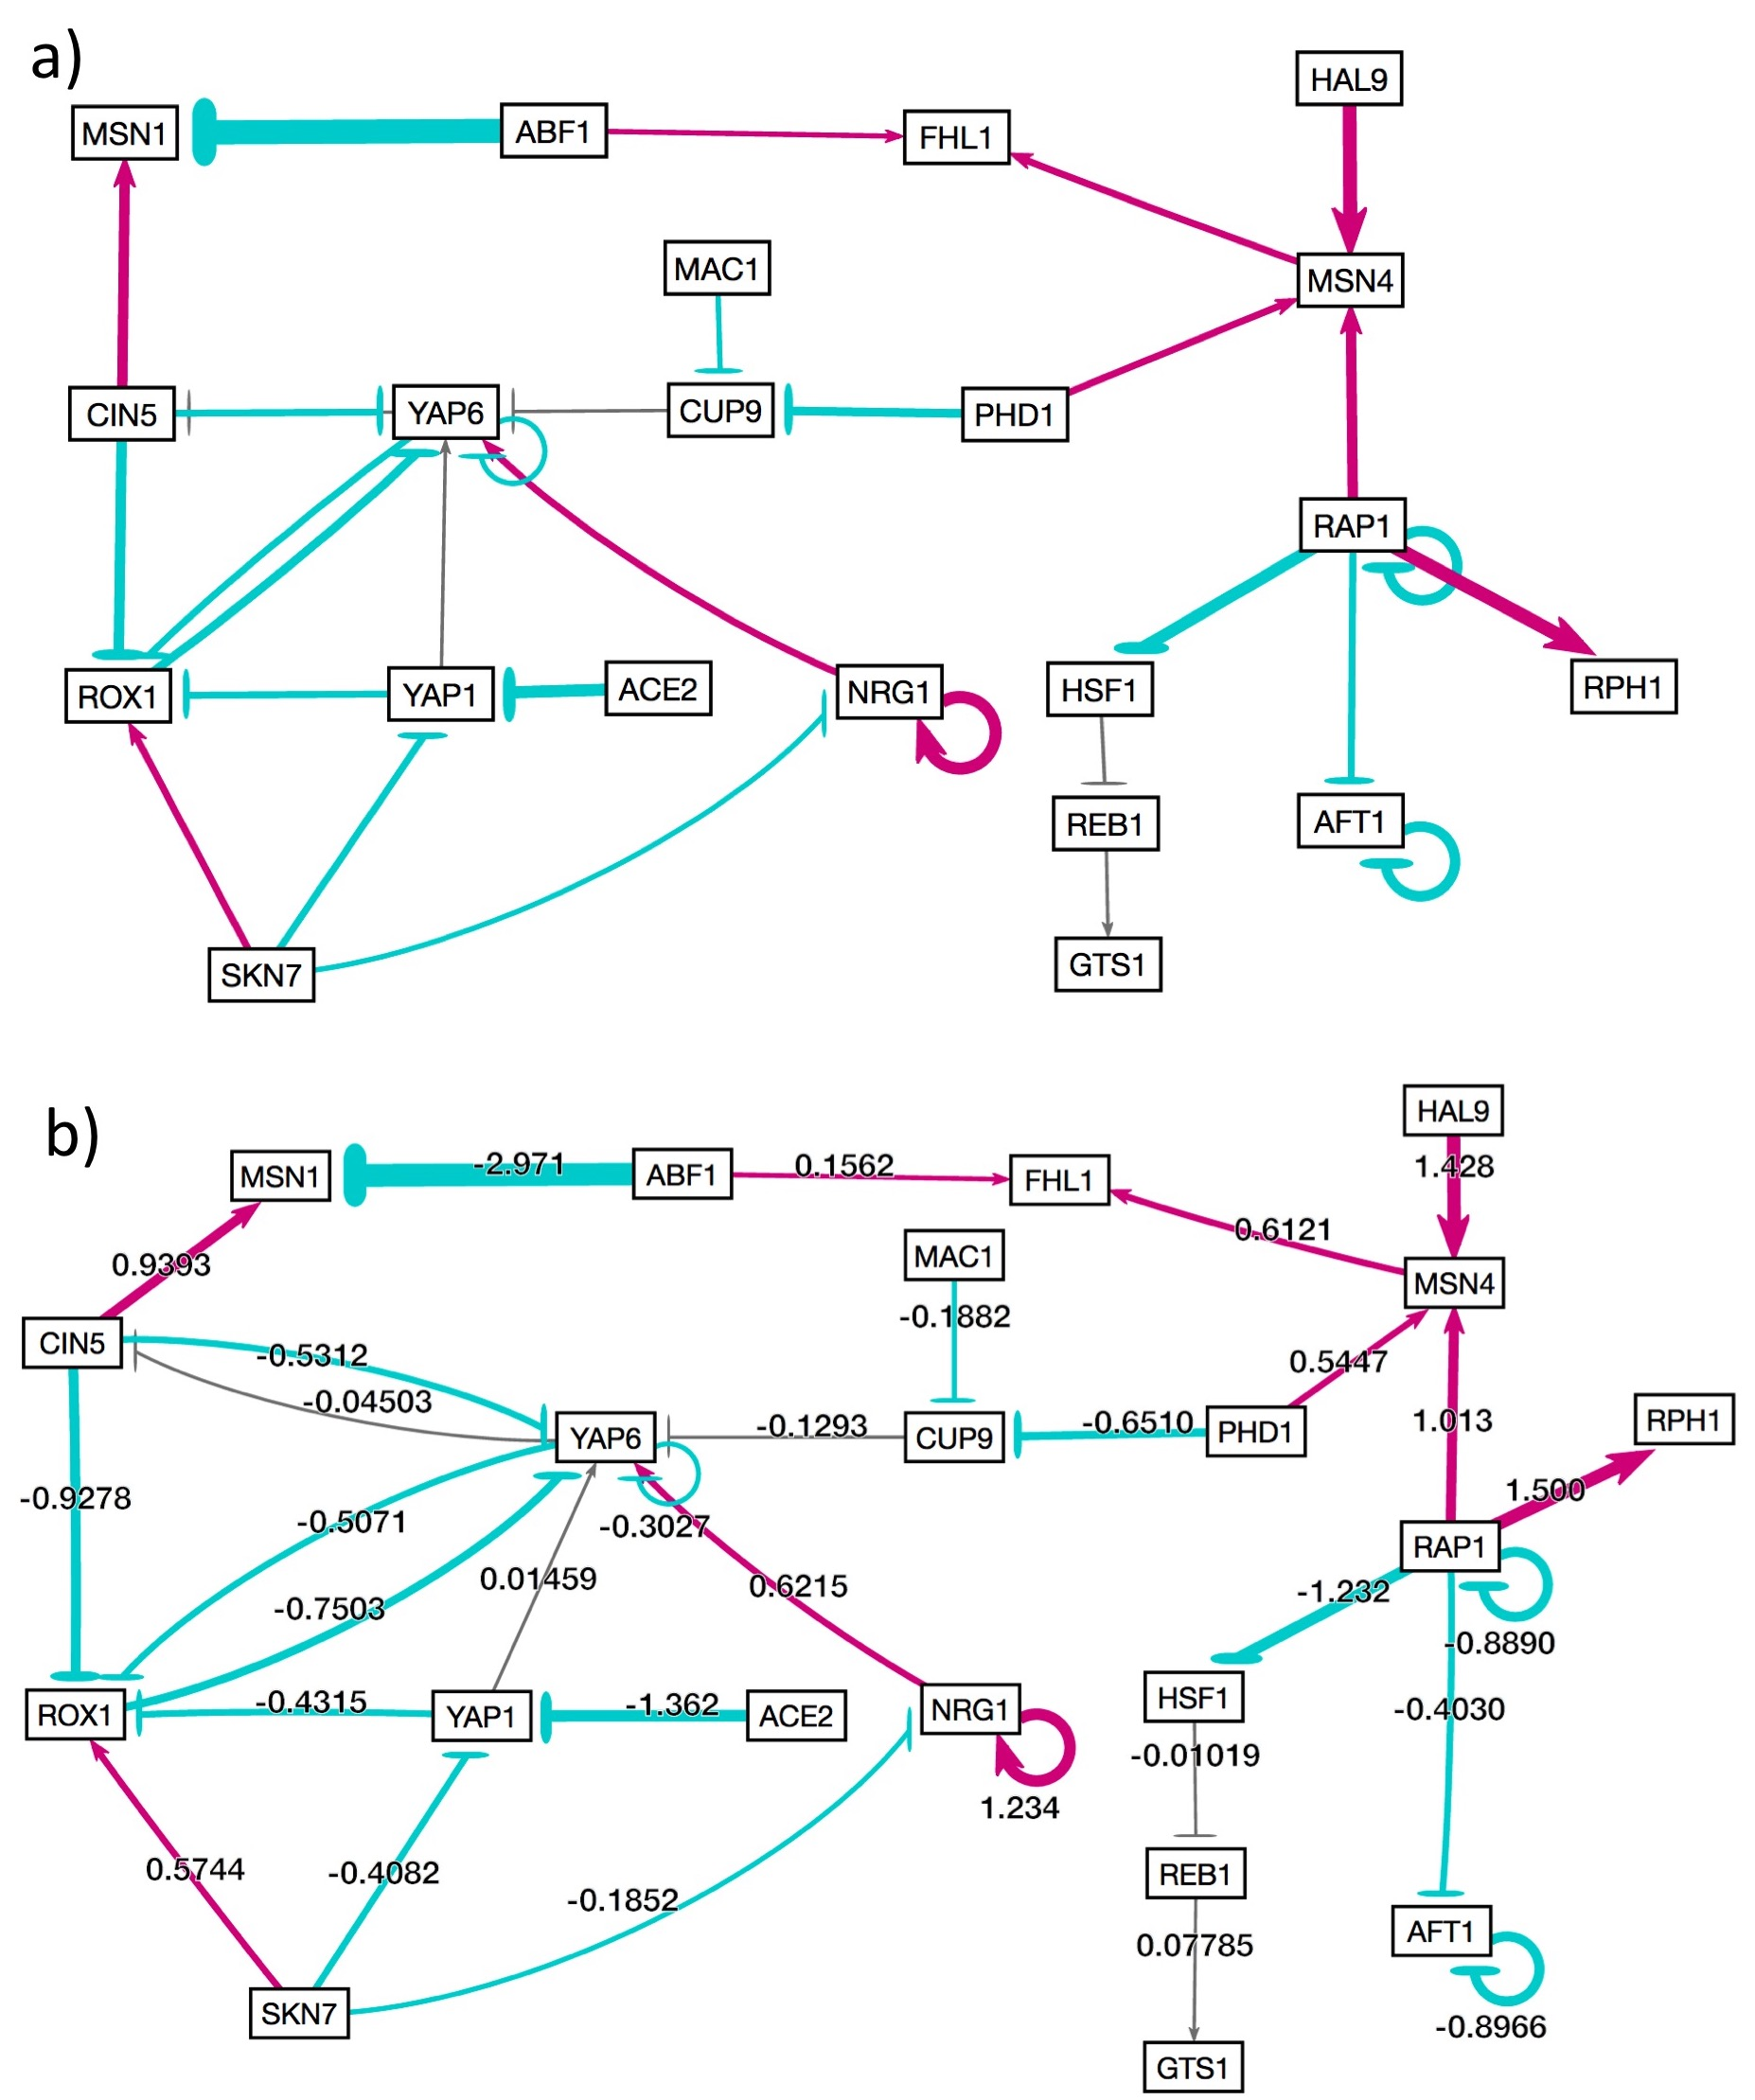 a)
HAL9
MSN1
ABF1
FHL1
MAC1
MSN4
CIN5
YAP6
CUP9
PHD1
RAP1
ROX1
YAP1
ACE2
NRG1
HSF1
RPH1
REB1
AFT1
SKN7
GTS1
b)
HAL9
MSN1
-2.971
ABF1
0.1562
FHL1
1.428
0.9393
0.6121
MAC1
MSN4
CIN5
-0.5312
-0.1882
0.5447
-0.04503
YAP6
-0.1293
CUP9
-0.6510
PHD1
1.013
RPH1
-0.9278
-0.5071
-0.3027
1.500
RAP1
0.01459
0.6215
-1.232
-0.7503
-0.8890
ROX1
-0.4315
YAP1
-1.362
ACE2
NRG1
HSF1
-0.4030
-0.01019
1.234
0.5744
-0.4082
-0.1852
REB1
0.07785
AFT1
SKN7
-0.8966
GTS1